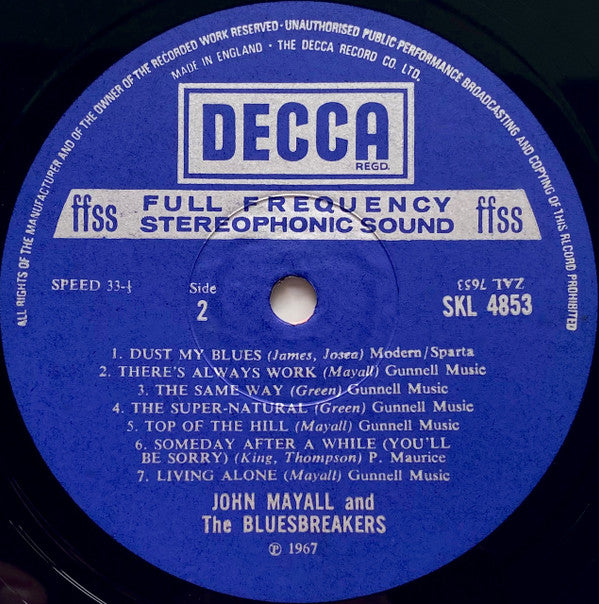 ALL RIGHTS OF THE MANUFACTURER AND OF THE OWNER OF THE RECORDED WORK RESERVED · UNAUTHORISED PUBLIC PERFORMANCE BROADCASTING AND COPYING OF THIS RECORD PROHIBITED
MADE IN ENGLAND · THE DECCA RECORD CO. LTD.
DECCA
REGD.
ffss FULL FREQUENCY ffss
STEREOPHONIC SOUND
SPEED 33-⅓ Side ZAL 7653
2 SKL 4853
1. DUST MY BLUES (James, Josea) Modern/Sparta
2. THERE'S ALWAYS WORK (Mayall) Gunnell Music
3. THE SAME WAY (Green) Gunnell Music
4. THE SUPER-NATURAL (Green) Gunnell Music
5. TOP OF THE HILL (Mayall) Gunnell Music
6. SOMEDAY AFTER A WHILE (YOU'LL
BE SORRY) (King, Thompson) P. Maurice
7. LIVING ALONE (Mayall) Gunnell Music
JOHN MAYALL and
The BLUESBREAKERS
℗ 1967